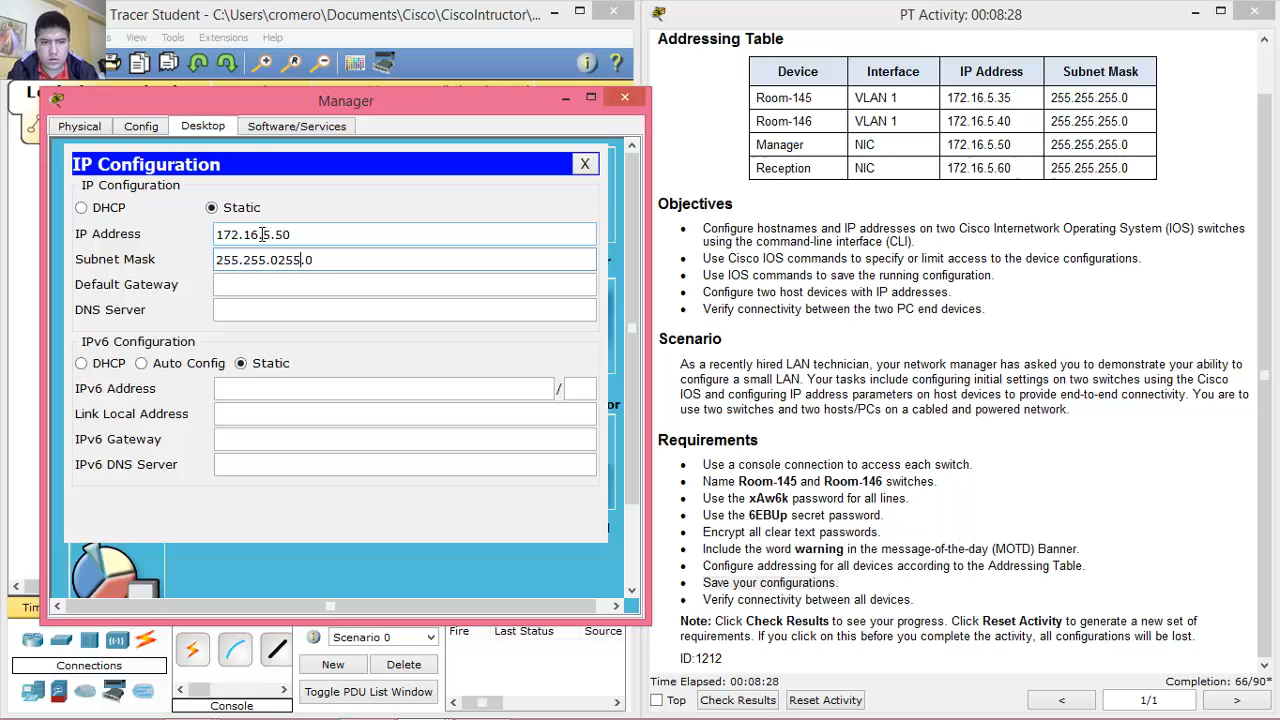 Tracer Student - C:\Users\cromero\Documents\Cisco\CiscoIntructor\...
View Tools Extensions Help
Manager
Physical Config Desktop Software/Services
IP Configuration X
IP Configuration
DHCP Static
IP Address 172.16.5.50
Subnet Mask 255.255.0255.0
Default Gateway
DNS Server
IPv6 Configuration
DHCP Auto Config Static
IPv6 Address /
Link Local Address
IPv6 Gateway
IPv6 DNS Server
Connections
Console
Scenario 0
New Delete
Toggle PDU List Window
Fire Last Status Source
PT Activity: 00:08:28
Addressing Table
Device Interface IP Address Subnet Mask
Room-145 VLAN 1 172.16.5.35 255.255.255.0
Room-146 VLAN 1 172.16.5.40 255.255.255.0
Manager NIC 172.16.5.50 255.255.255.0
Reception NIC 172.16.5.60 255.255.255.0
Objectives
• Configure hostnames and IP addresses on two Cisco Internetwork Operating System (IOS) switches
using the command-line interface (CLI).
• Use Cisco IOS commands to specify or limit access to the device configurations.
• Use IOS commands to save the running configuration.
• Configure two host devices with IP addresses.
• Verify connectivity between the two PC end devices.
Scenario
As a recently hired LAN technician, your network manager has asked you to demonstrate your ability to
configure a small LAN. Your tasks include configuring initial settings on two switches using the Cisco
IOS and configuring IP address parameters on host devices to provide end-to-end connectivity. You are to
use two switches and two hosts/PCs on a cabled and powered network.
Requirements
• Use a console connection to access each switch.
• Name Room-145 and Room-146 switches.
• Use the xAw6k password for all lines.
• Use the 6EBUp secret password.
• Encrypt all clear text passwords.
• Include the word warning in the message-of-the-day (MOTD) Banner.
• Configure addressing for all devices according to the Addressing Table.
• Save your configurations.
• Verify connectivity between all devices.
Note: Click Check Results to see your progress. Click Reset Activity to generate a new set of
requirements. If you click on this before you complete the activity, all configurations will be lost.
ID:1212
Time Elapsed: 00:08:28 Completion: 66/90*
Top Check Results Reset Activity < 1/1 >